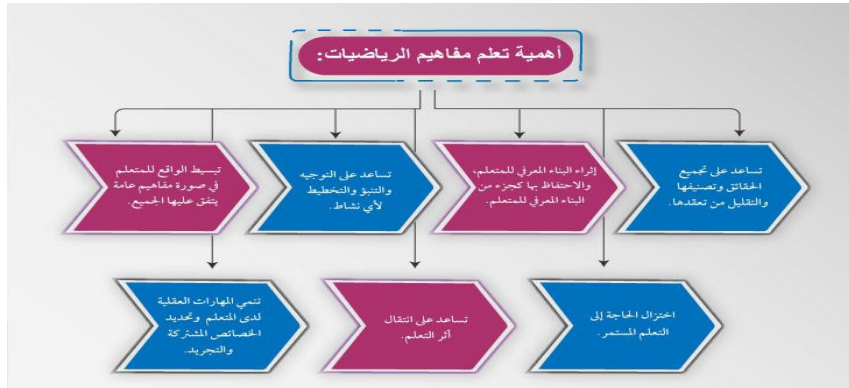 أهمية تعلم مفاهيم الرياضيات:
تساعد على تجميع
الحقائق وتصنيفها
والتقليل من تعقدها.
إثراء البناء المعرفي للمتعلم،
والاحتفاظ بها كجزء من
البناء المعرفي للمتعلم.
تساعد على التوجيه
والتنبؤ والتخطيط
لأي نشاط.
تبسيط الواقع للمتعلم
في صورة مفاهيم عامة
يتفق عليها الجميع.
اختزال الحاجة إلى
التعلم المستمر.
تساعد على انتقال
أثر التعلم.
تنمي المهارات العقلية
لدى المتعلم وتحديد
الخصائص المشتركة
والتجريد.